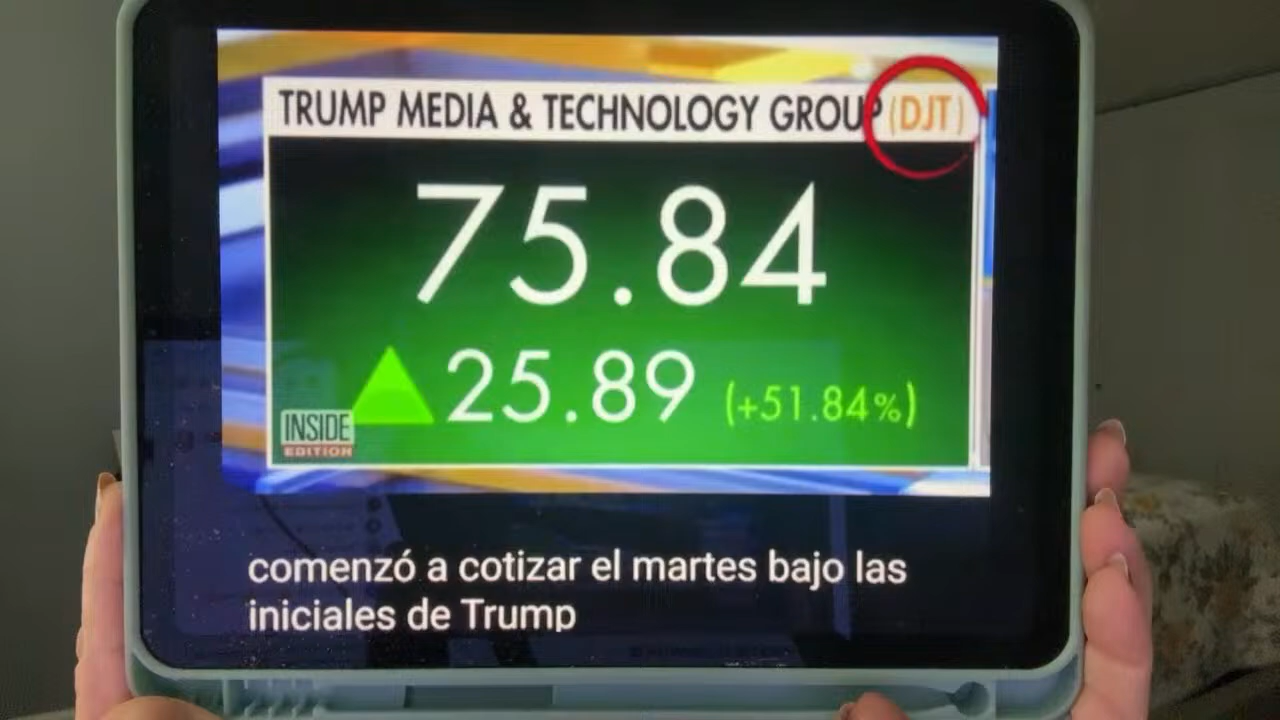 TRUMP MEDIA & TECHNOLOGY GROUP (DJT)
75.84
25.89 (+51.84%)
INSIDE
EDITION
comenzó a cotizar el martes bajo las
iniciales de Trump